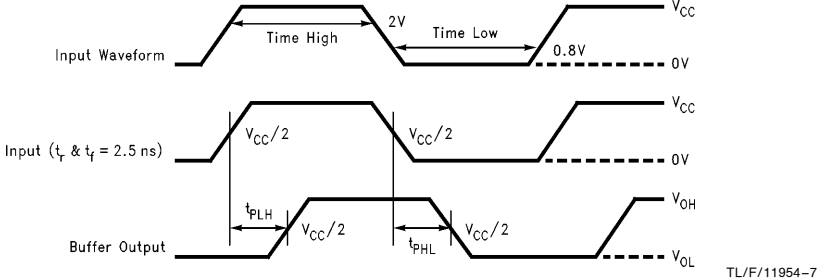 V_CC
2V
Time High
Time Low
0.8V
Input Waveform
0V
V_CC
V_CC/2
V_CC/2
Input (t_r & t_f = 2.5 ns)
0V
V_OH
t_PLH
V_CC/2
t_PHL
V_CC/2
Buffer Output
V_OL
TL/F/11954–7